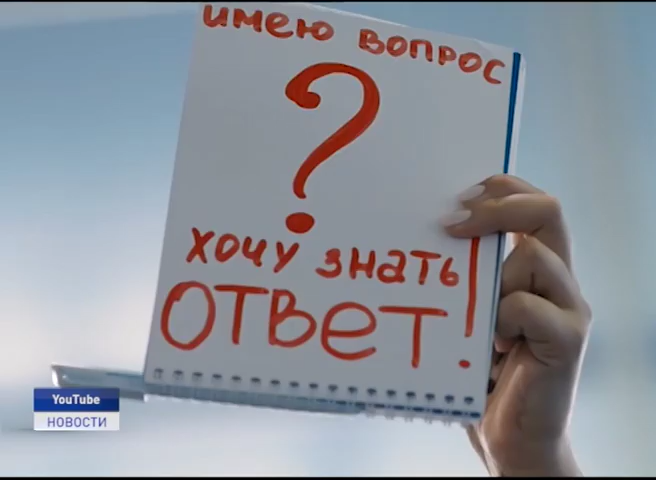 имею вопрос
?
хочу знать
ответ!
YouTube
НОВОСТИ